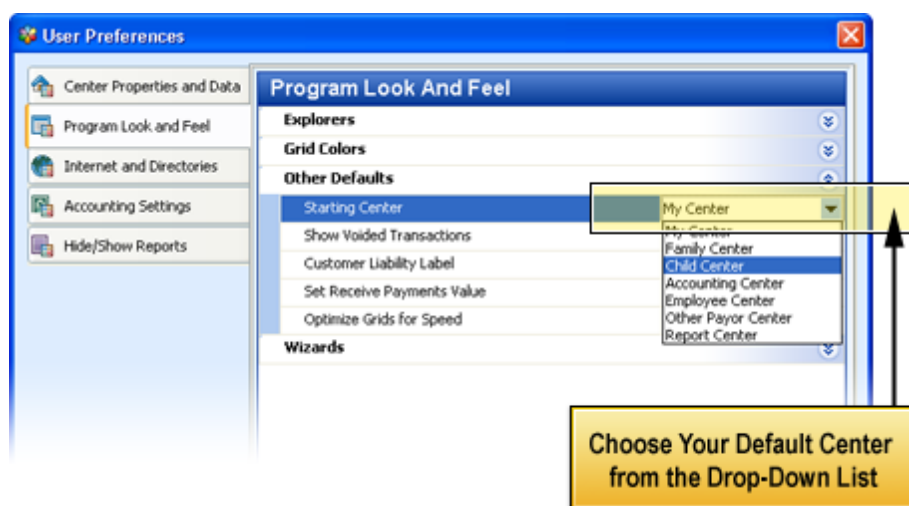 User Preferences
Center Properties and Data
Program Look and Feel
Internet and Directories
Accounting Settings
Hide/Show Reports
Program Look And Feel
Explorers
Grid Colors
Other Defaults
Starting Center My Center
Show Voided Transactions
Customer Liability Label
Set Receive Payments Value
Optimize Grids for Speed
My Center
Family Center
Child Center
Accounting Center
Employee Center
Other Payor Center
Report Center
Wizards
Choose Your Default Center
from the Drop-Down List